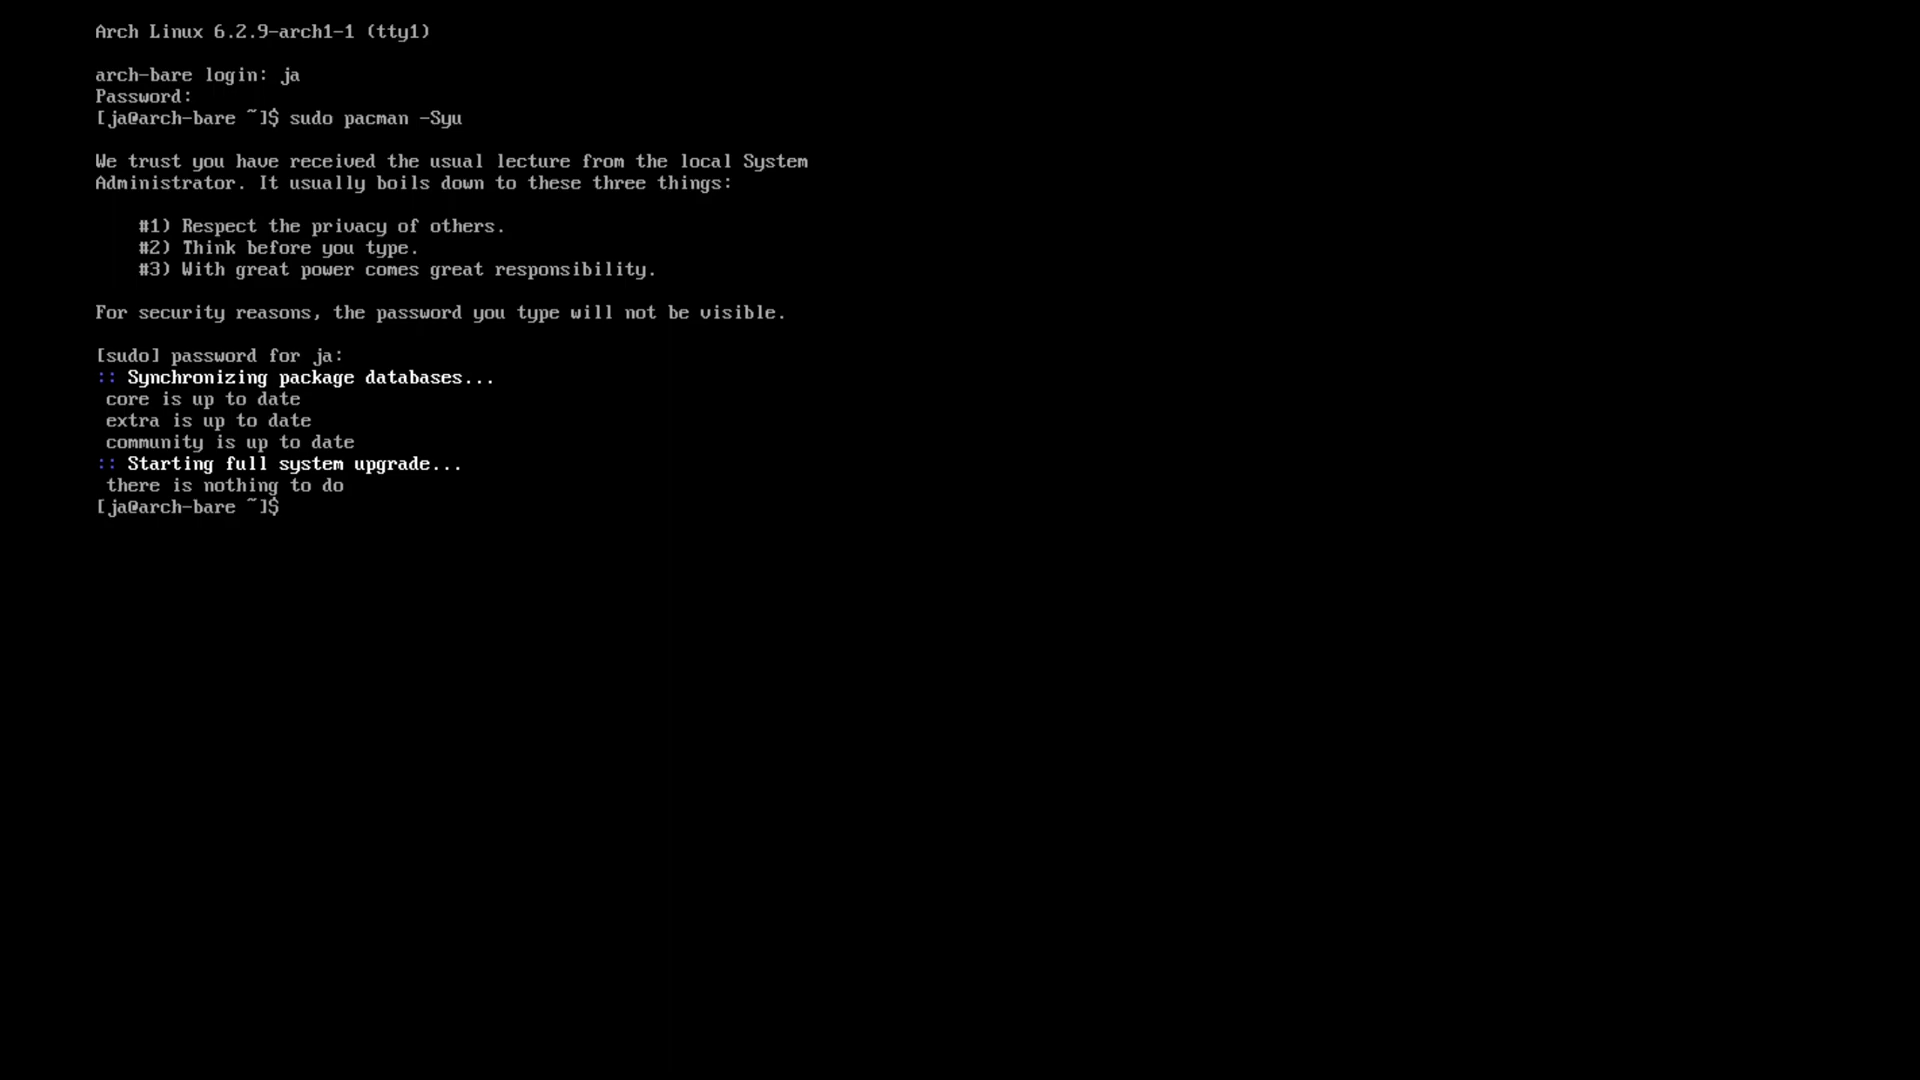 Arch Linux 6.2.9-arch1-1 (tty1)
arch-bare login: ja
Password:
[ja@arch-bare ~]$ sudo pacman -Syu
We trust you have received the usual lecture from the local System
Administrator. It usually boils down to these three things:
#1) Respect the privacy of others.
#2) Think before you type.
#3) With great power comes great responsibility.
For security reasons, the password you type will not be visible.
[sudo] password for ja:
:: Synchronizing package databases...
core is up to date
extra is up to date
community is up to date
:: Starting full system upgrade...
there is nothing to do
[ja@arch-bare ~]$